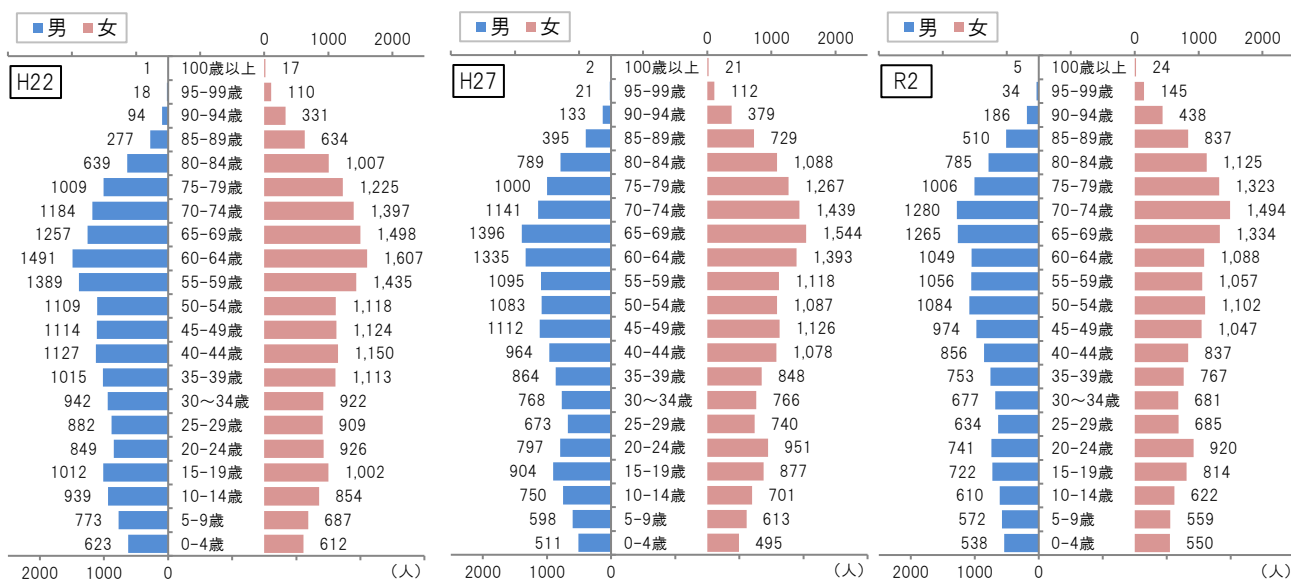 男 女
0 1000 2000
H22
1 100歳以上 17
18 95-99歳 110
94 90-94歳 331
277 85-89歳 634
639 80-84歳 1,007
1009 75-79歳 1,225
1184 70-74歳 1,397
1257 65-69歳 1,498
1491 60-64歳 1,607
1389 55-59歳 1,435
1109 50-54歳 1,118
1114 45-49歳 1,124
1127 40-44歳 1,150
1015 35-39歳 1,113
942 30～34歳 922
882 25-29歳 909
849 20-24歳 926
1012 15-19歳 1,002
939 10-14歳 854
773 5-9歳 687
623 0-4歳 612
2000 1000 0 （人）
男 女
0 1000 2000
H27
2 100歳以上 21
21 95-99歳 112
133 90-94歳 379
395 85-89歳 729
789 80-84歳 1,088
1000 75-79歳 1,267
1141 70-74歳 1,439
1396 65-69歳 1,544
1335 60-64歳 1,393
1095 55-59歳 1,118
1083 50-54歳 1,087
1112 45-49歳 1,126
964 40-44歳 1,078
864 35-39歳 848
768 30～34歳 766
673 25-29歳 740
797 20-24歳 951
904 15-19歳 877
750 10-14歳 701
598 5-9歳 613
511 0-4歳 495
2000 1000 0 （人）
男 女
0 1000 2000
R2
5 100歳以上 24
34 95-99歳 145
186 90-94歳 438
510 85-89歳 837
785 80-84歳 1,125
1006 75-79歳 1,323
1280 70-74歳 1,494
1265 65-69歳 1,334
1049 60-64歳 1,088
1056 55-59歳 1,057
1084 50-54歳 1,102
974 45-49歳 1,047
856 40-44歳 837
753 35-39歳 767
677 30～34歳 681
634 25-29歳 685
741 20-24歳 920
722 15-19歳 814
610 10-14歳 622
572 5-9歳 559
538 0-4歳 550
2000 1000 0 （人）